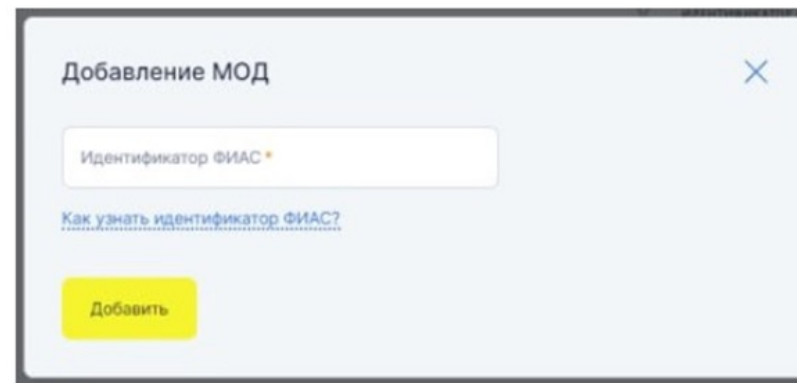 Добавление МОД
Идентификатор ФИАС *
Как узнать идентификатор ФИАС?
Добавить